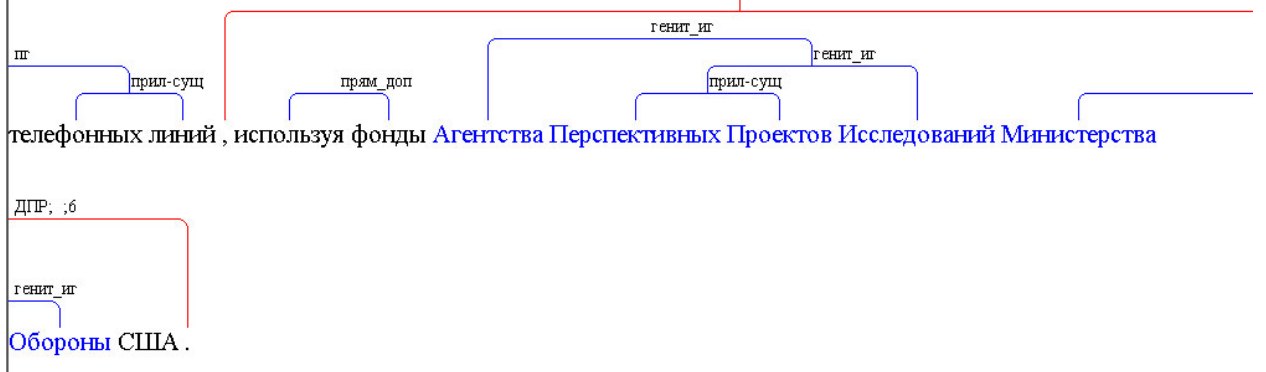 генит_иг
пг генит_иг
прил-сущ прям_доп прил-сущ
телефонных линий , используя фонды Агентства Перспективных Проектов Исследований Министерства
ДПР; ;6
генит_иг
Обороны США .